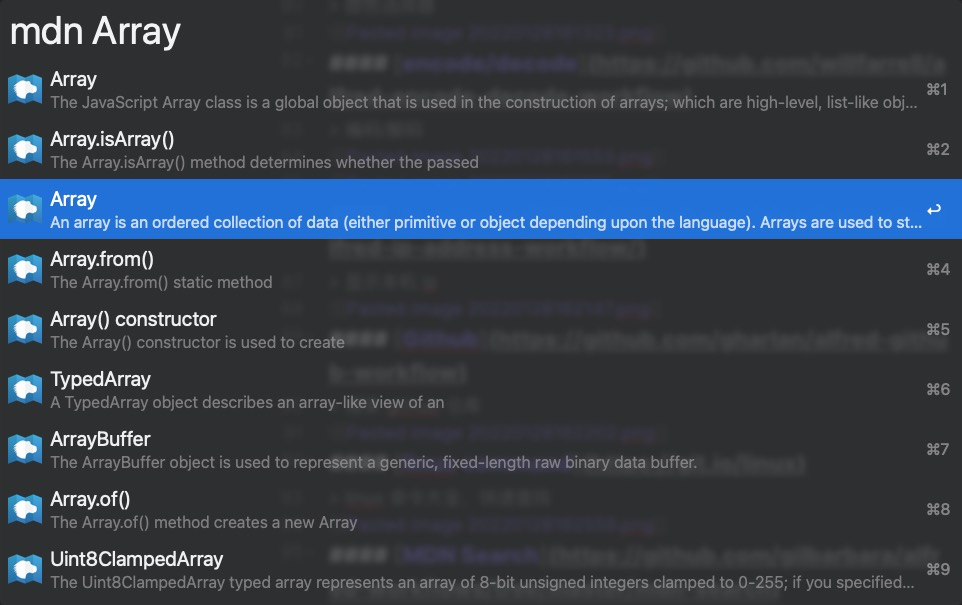 mdn Array
Array
The JavaScript Array class is a global object that is used in the construction of arrays; which are high-level, list-like obj...
⌘1
Array.isArray()
The Array.isArray() method determines whether the passed
⌘2
Array
An array is an ordered collection of data (either primitive or object depending upon the language). Arrays are used to st...
↩
Array.from()
The Array.from() static method
⌘4
Array() constructor
The Array() constructor is used to create
⌘5
TypedArray
A TypedArray object describes an array-like view of an
⌘6
ArrayBuffer
The ArrayBuffer object is used to represent a generic, fixed-length raw binary data buffer.
⌘7
Array.of()
The Array.of() method creates a new Array
⌘8
Uint8ClampedArray
The Uint8ClampedArray typed array represents an array of 8-bit unsigned integers clamped to 0-255; if you specified...
⌘9